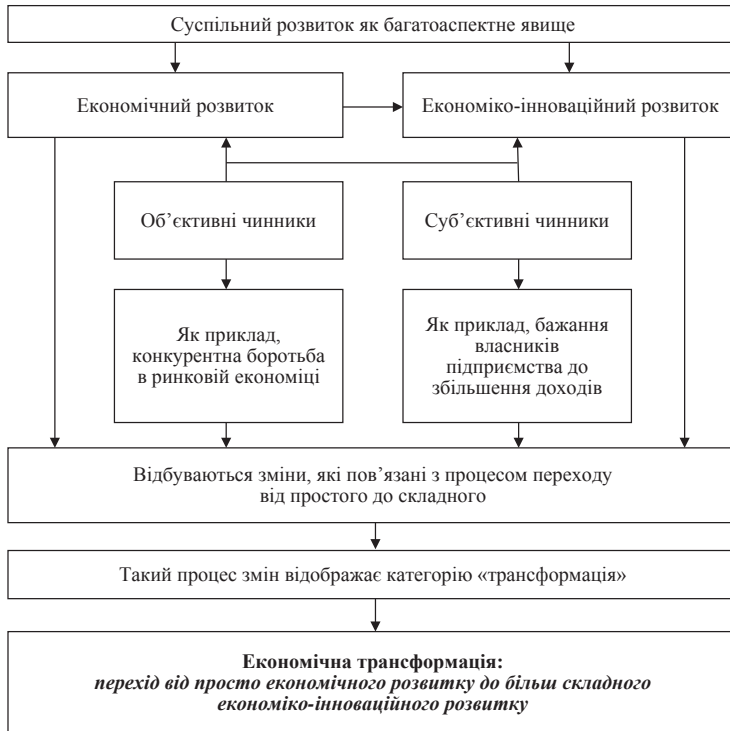 Суспільний розвиток як багатоаспектне явище
Економічний розвиток
Економіко-інноваційний розвиток
Об’єктивні чинники
Суб’єктивні чинники
Як приклад,
конкурентна боротьба
в ринковій економіці
Як приклад, бажання
власників
підприємства до
збільшення доходів
Відбуваються зміни, які пов’язані з процесом переходу
від простого до складного
Такий процес змін відображає категорію «трансформація»
Економічна трансформація:
перехід від просто економічного розвитку до більш складного
економіко-інноваційного розвитку